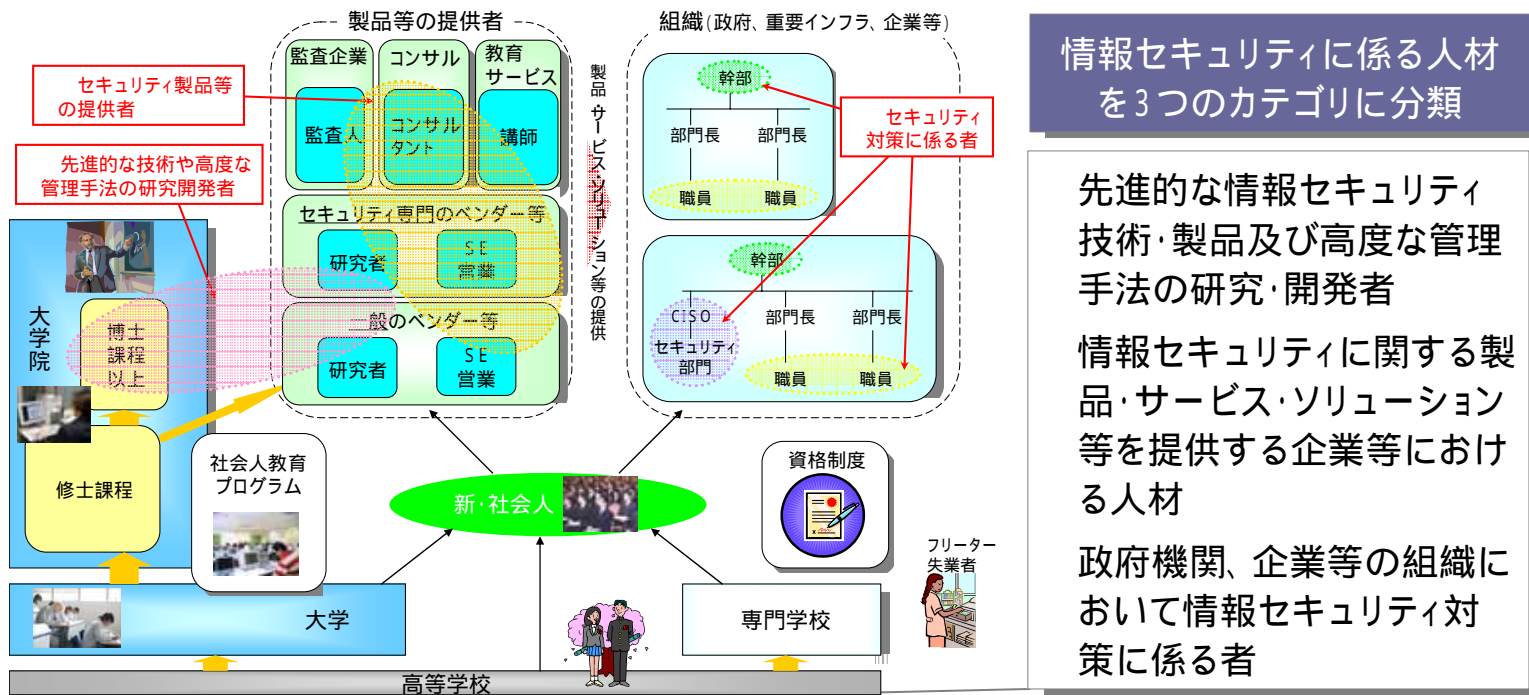 製品等の提供者
監査企業
監査人
コンサル
コンサル
タント
教育
サービス
講師
セキュリティ製品等
の提供者
先進的な技術や高度な
管理手法の研究開発者
セキュリティ専門のベンダー等
研究者
SE
営業
一般のベンダー等
研究者
SE
営業
製品・サービス・ソリューション等の提供
組織(政府、重要インフラ、企業等)
幹部
部門長
部門長
職員
職員
セキュリティ
対策に係る者
幹部
CISO
セキュリティ
部門
部門長
部門長
職員
職員
大学院
博士
課程
以上
修士課程
社会人教育
プログラム
新・社会人
資格制度
フリーター
失業者
大学
専門学校
高等学校
情報セキュリティに係る人材
を3つのカテゴリに分類
先進的な情報セキュリティ
技術・製品及び高度な管理
手法の研究・開発者
情報セキュリティに関する製
品・サービス・ソリューション
等を提供する企業等におけ
る人材
政府機関、企業等の組織に
おいて情報セキュリティ対
策に係る者